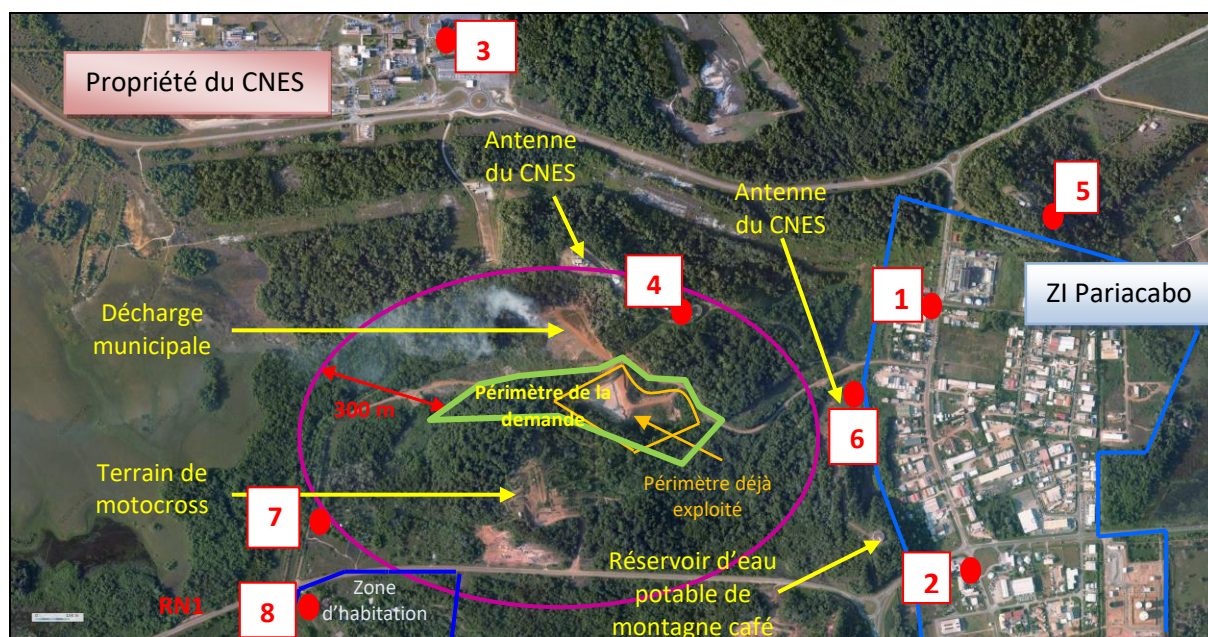 3
Propriété du CNES
Antenne
du CNES
Antenne
du CNES
5
ZI Pariacabo
4
1
Décharge
municipale
300 m
Périmètre de la
demande
6
Périmètre déjà
exploité
Terrain de
motocross
7
Réservoir d'eau
potable de
montagne café
2
RN1
8
Zone
d'habitation